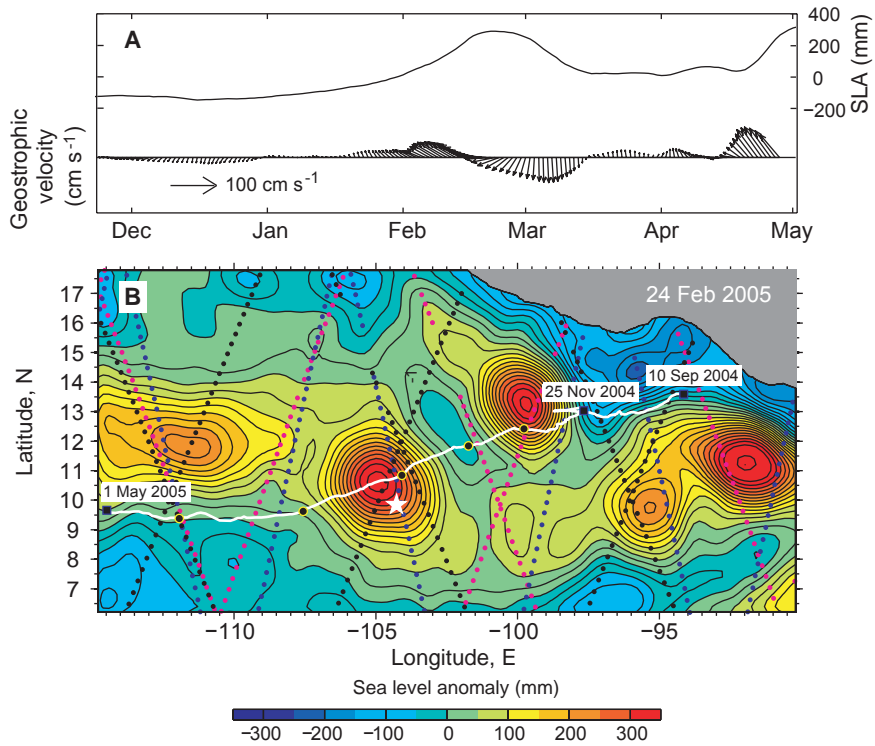 A
400
200
0
−200
SLA (mm)
Geostrophic
velocity
(cm s⁻¹)
100 cm s⁻¹
Dec Jan Feb Mar Apr May
B
24 Feb 2005
17
16
15
14
13
12
11
10
9
8
7
Latitude, N
10 Sep 2004
25 Nov 2004
1 May 2005
−110 −105 −100 −95
Longitude, E
Sea level anomaly (mm)
−300 −200 −100 0 100 200 300